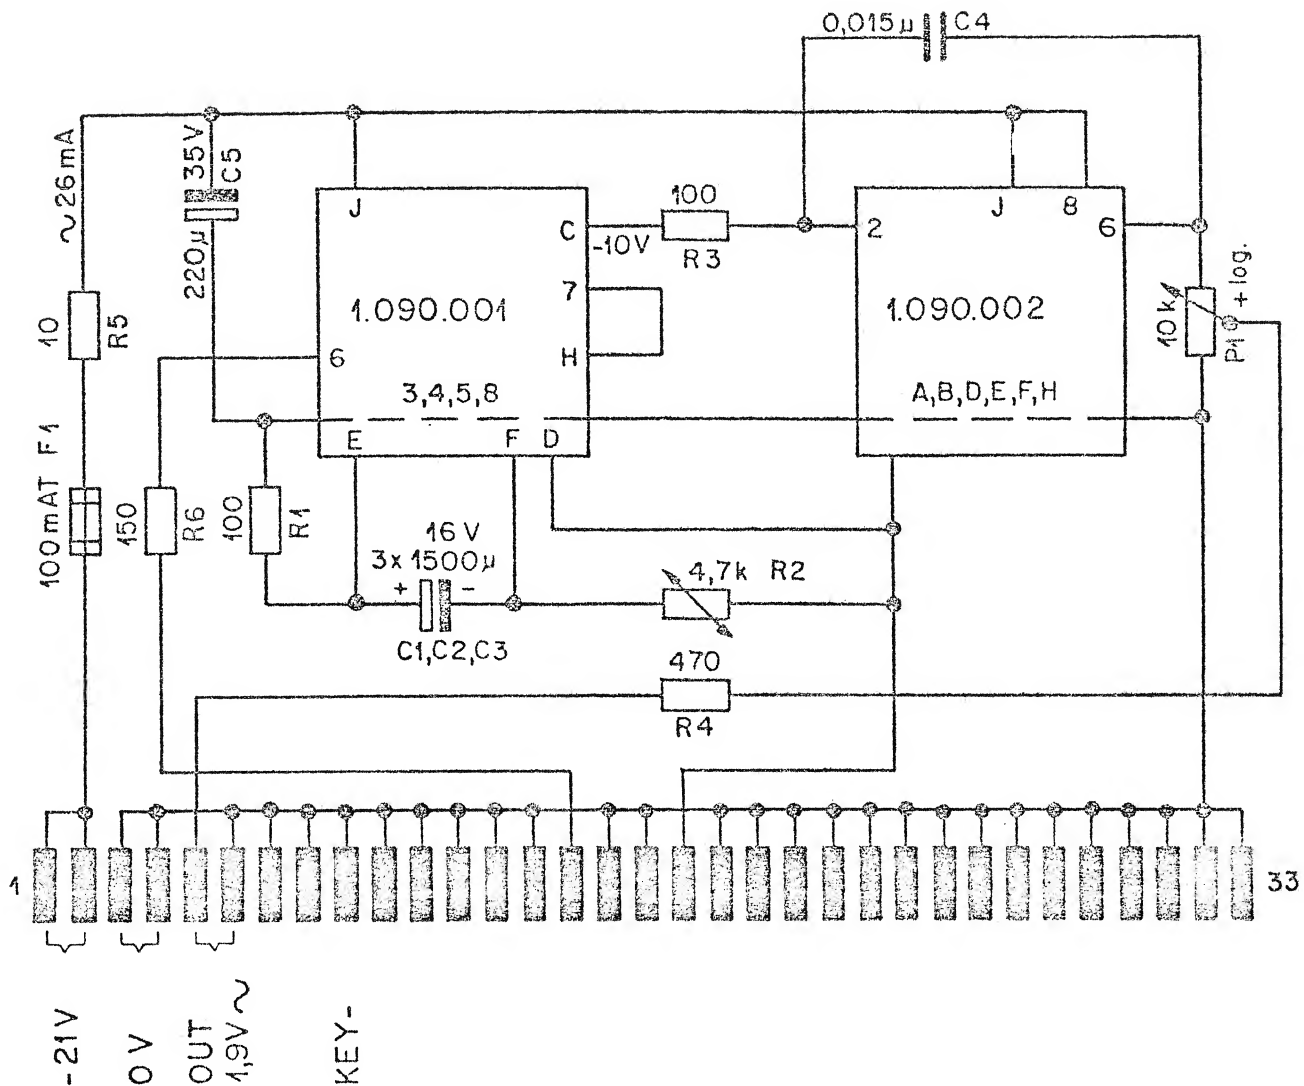 0,015µ C4
~26mA
35V
C5
220µ
J
C
-10V
100
R3
2
J 8
6
10
R5
1.090.001
7
H
6
3,4,5,8
E F D
1.090.002
A,B,D,E,F,H
10k
P1
+log.
100mAT F1
150
R6
100
R1
16V
3x1500µ
+ -
C1,C2,C3
4,7k R2
470
R4
1
33
-21V
0V
OUT
1,9V~
KEY-